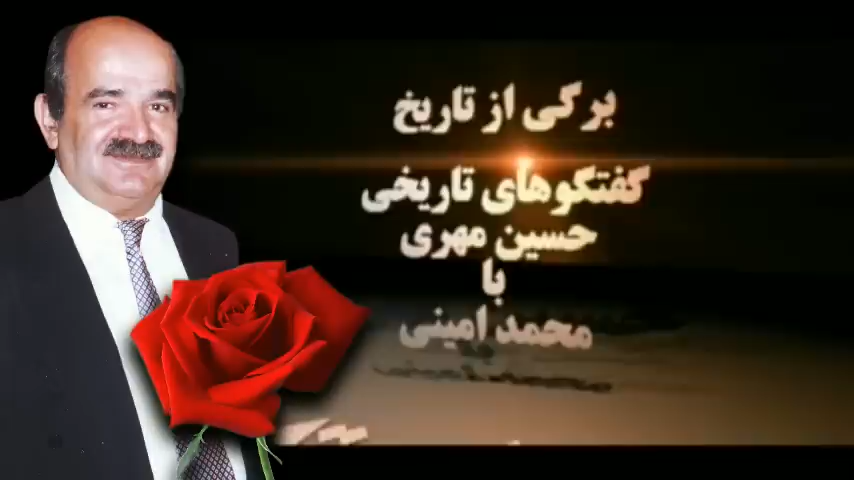 برگی از تاریخ
گفتگوهای تاریخی
حسین مهری
با
محمد امینی